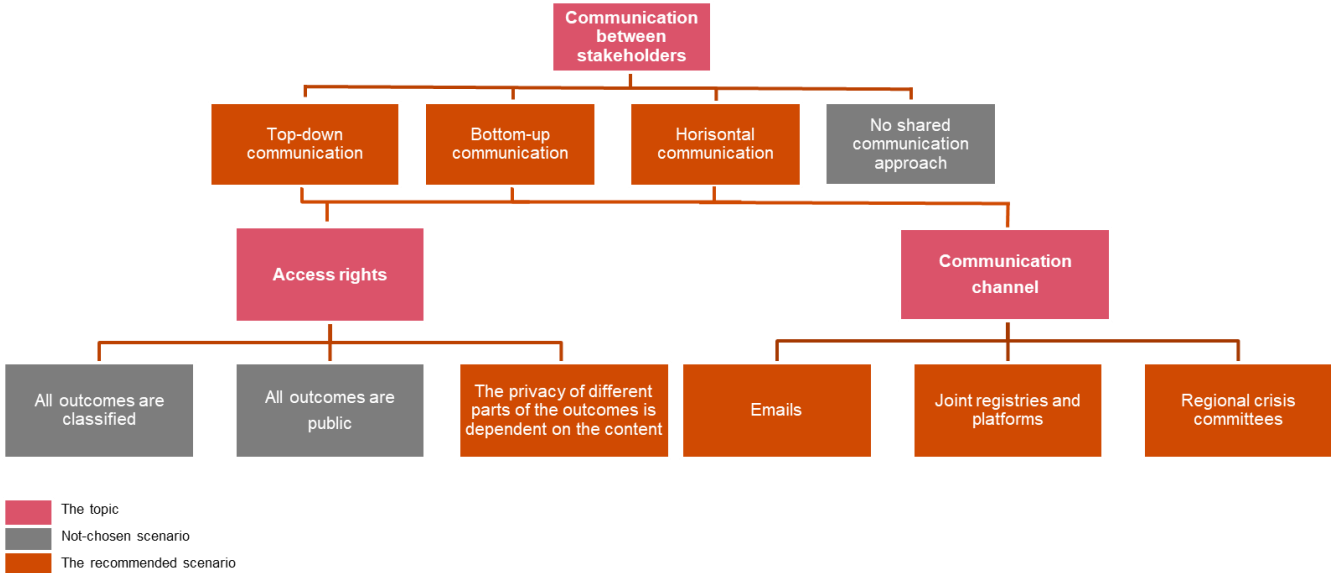 Communication
between
stakeholders
Top-down
communication
Bottom-up
communication
Horisontal
communication
No shared
communication
approach
Access rights
Communication
channel
All outcomes are
classified
All outcomes are
public
The privacy of different
parts of the outcomes is
dependent on the content
Emails
Joint registries and
platforms
Regional crisis
committees
The topic
Not-chosen scenario
The recommended scenario